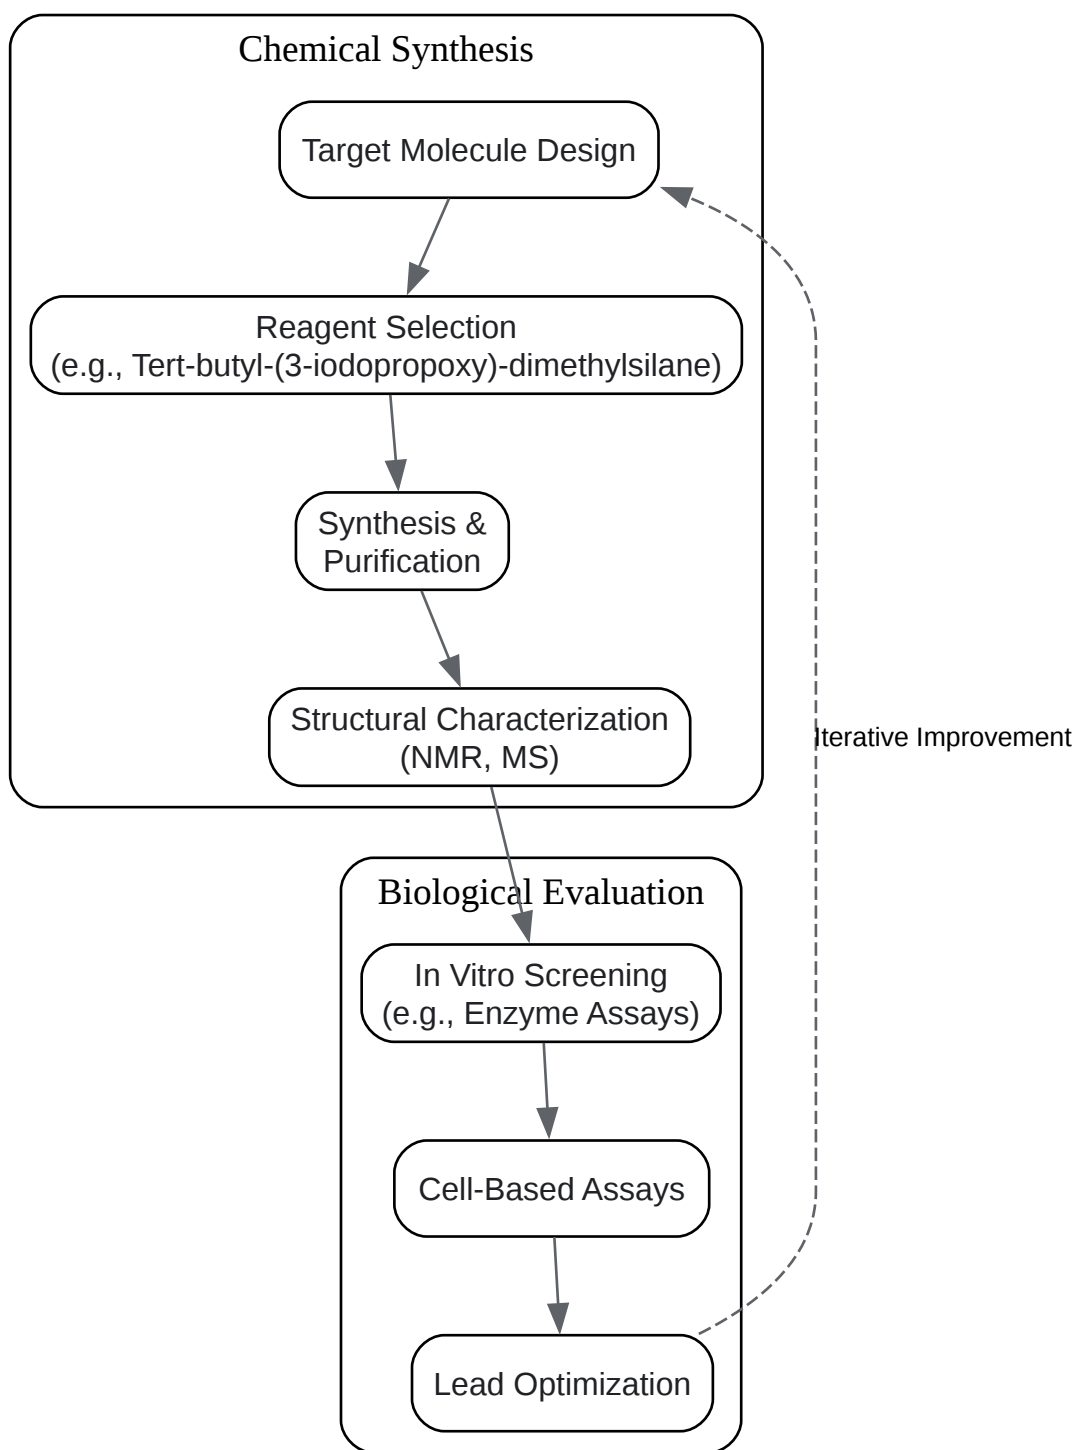 Chemical Synthesis
Target Molecule Design
Reagent Selection
(e.g., Tert-butyl-(3-iodopropoxy)-dimethylsilane)
Synthesis &
Purification
Structural Characterization
(NMR, MS)
Iterative Improvement
Biological Evaluation
In Vitro Screening
(e.g., Enzyme Assays)
Cell-Based Assays
Lead Optimization